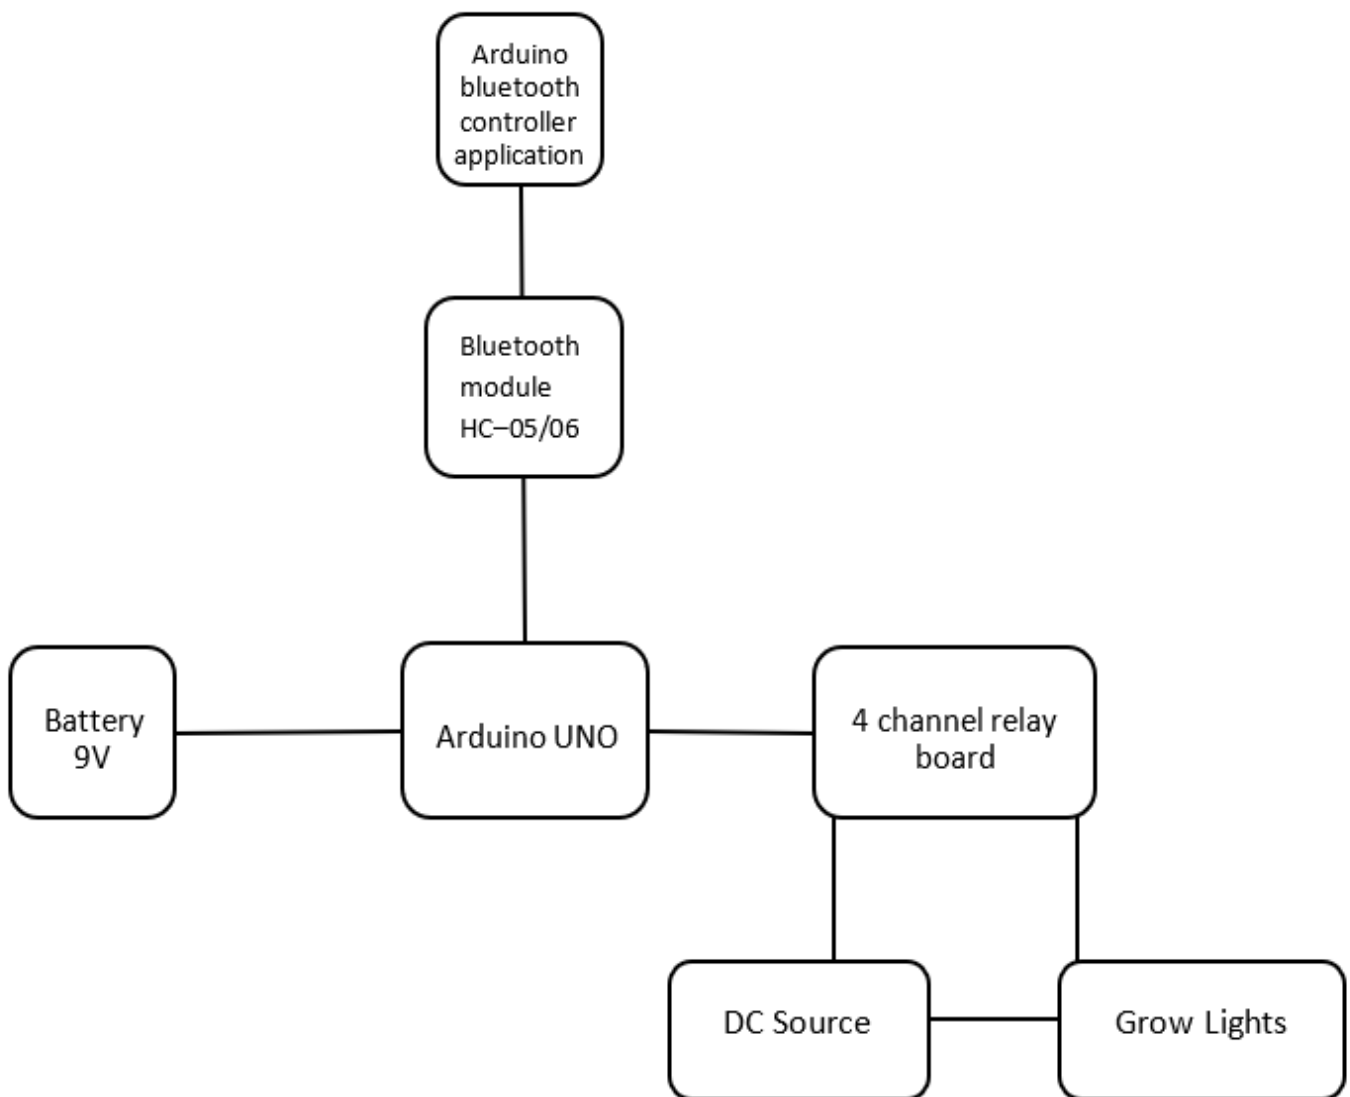 Arduino
bluetooth
controller
application
Bluetooth
module
HC–05/06
Battery
9V
Arduino UNO
4 channel relay
board
DC Source
Grow Lights